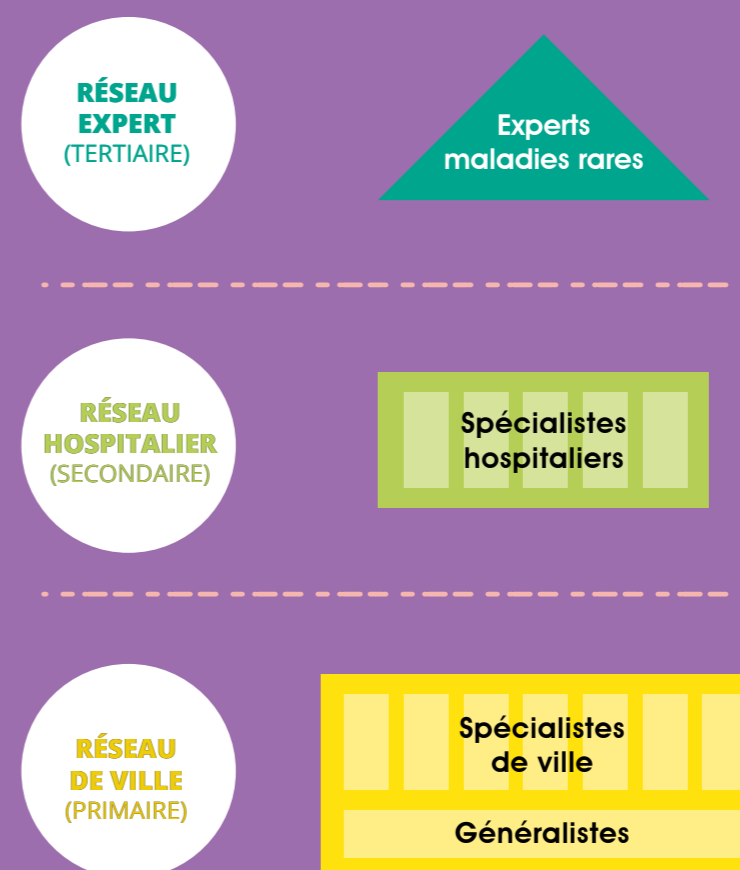 RÉSEAU
EXPERT
(TERTIAIRE)
Experts
maladies rares
RÉSEAU
HOSPITALIER
(SECONDAIRE)
Spécialistes
hospitaliers
RÉSEAU
DE VILLE
(PRIMAIRE)
Spécialistes
de ville
Généralistes